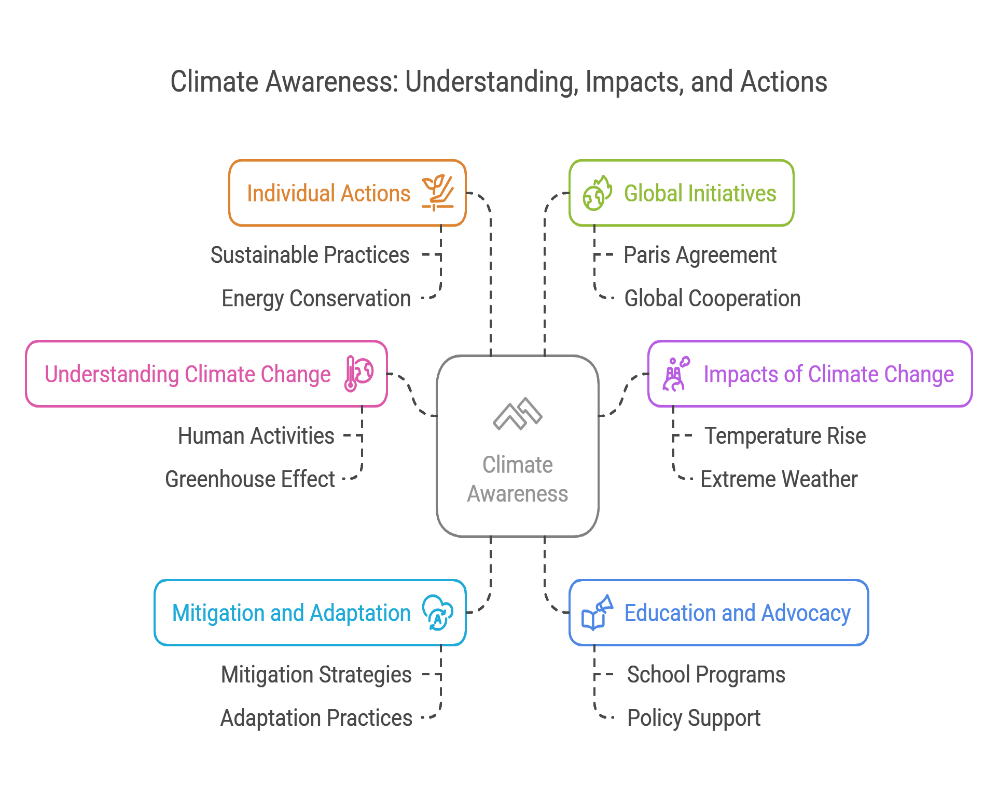 Climate Awareness: Understanding, Impacts, and Actions
Individual Actions
Sustainable Practices
Energy Conservation
Global Initiatives
Paris Agreement
Global Cooperation
Understanding Climate Change
Human Activities
Greenhouse Effect
Climate
Awareness
Impacts of Climate Change
Temperature Rise
Extreme Weather
Mitigation and Adaptation
Mitigation Strategies
Adaptation Practices
Education and Advocacy
School Programs
Policy Support